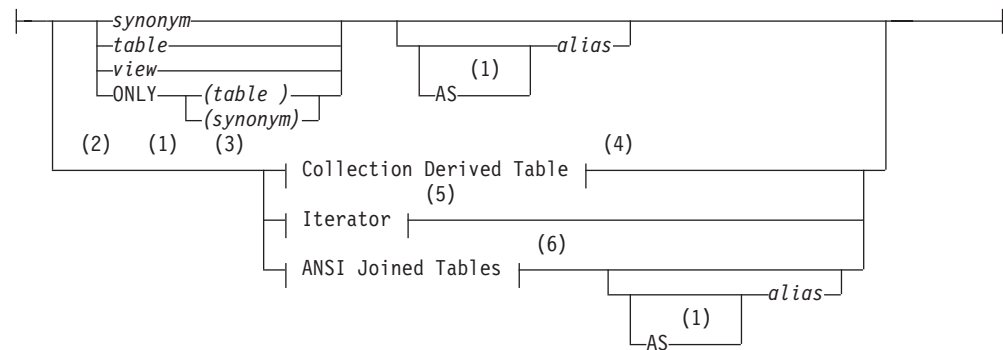 synonym
table alias
view (1)
ONLY (table ) AS
(synonym)
(2) (1) (3) (4)
Collection Derived Table
(5)
Iterator
(6)
ANSI Joined Tables
alias
(1)
AS